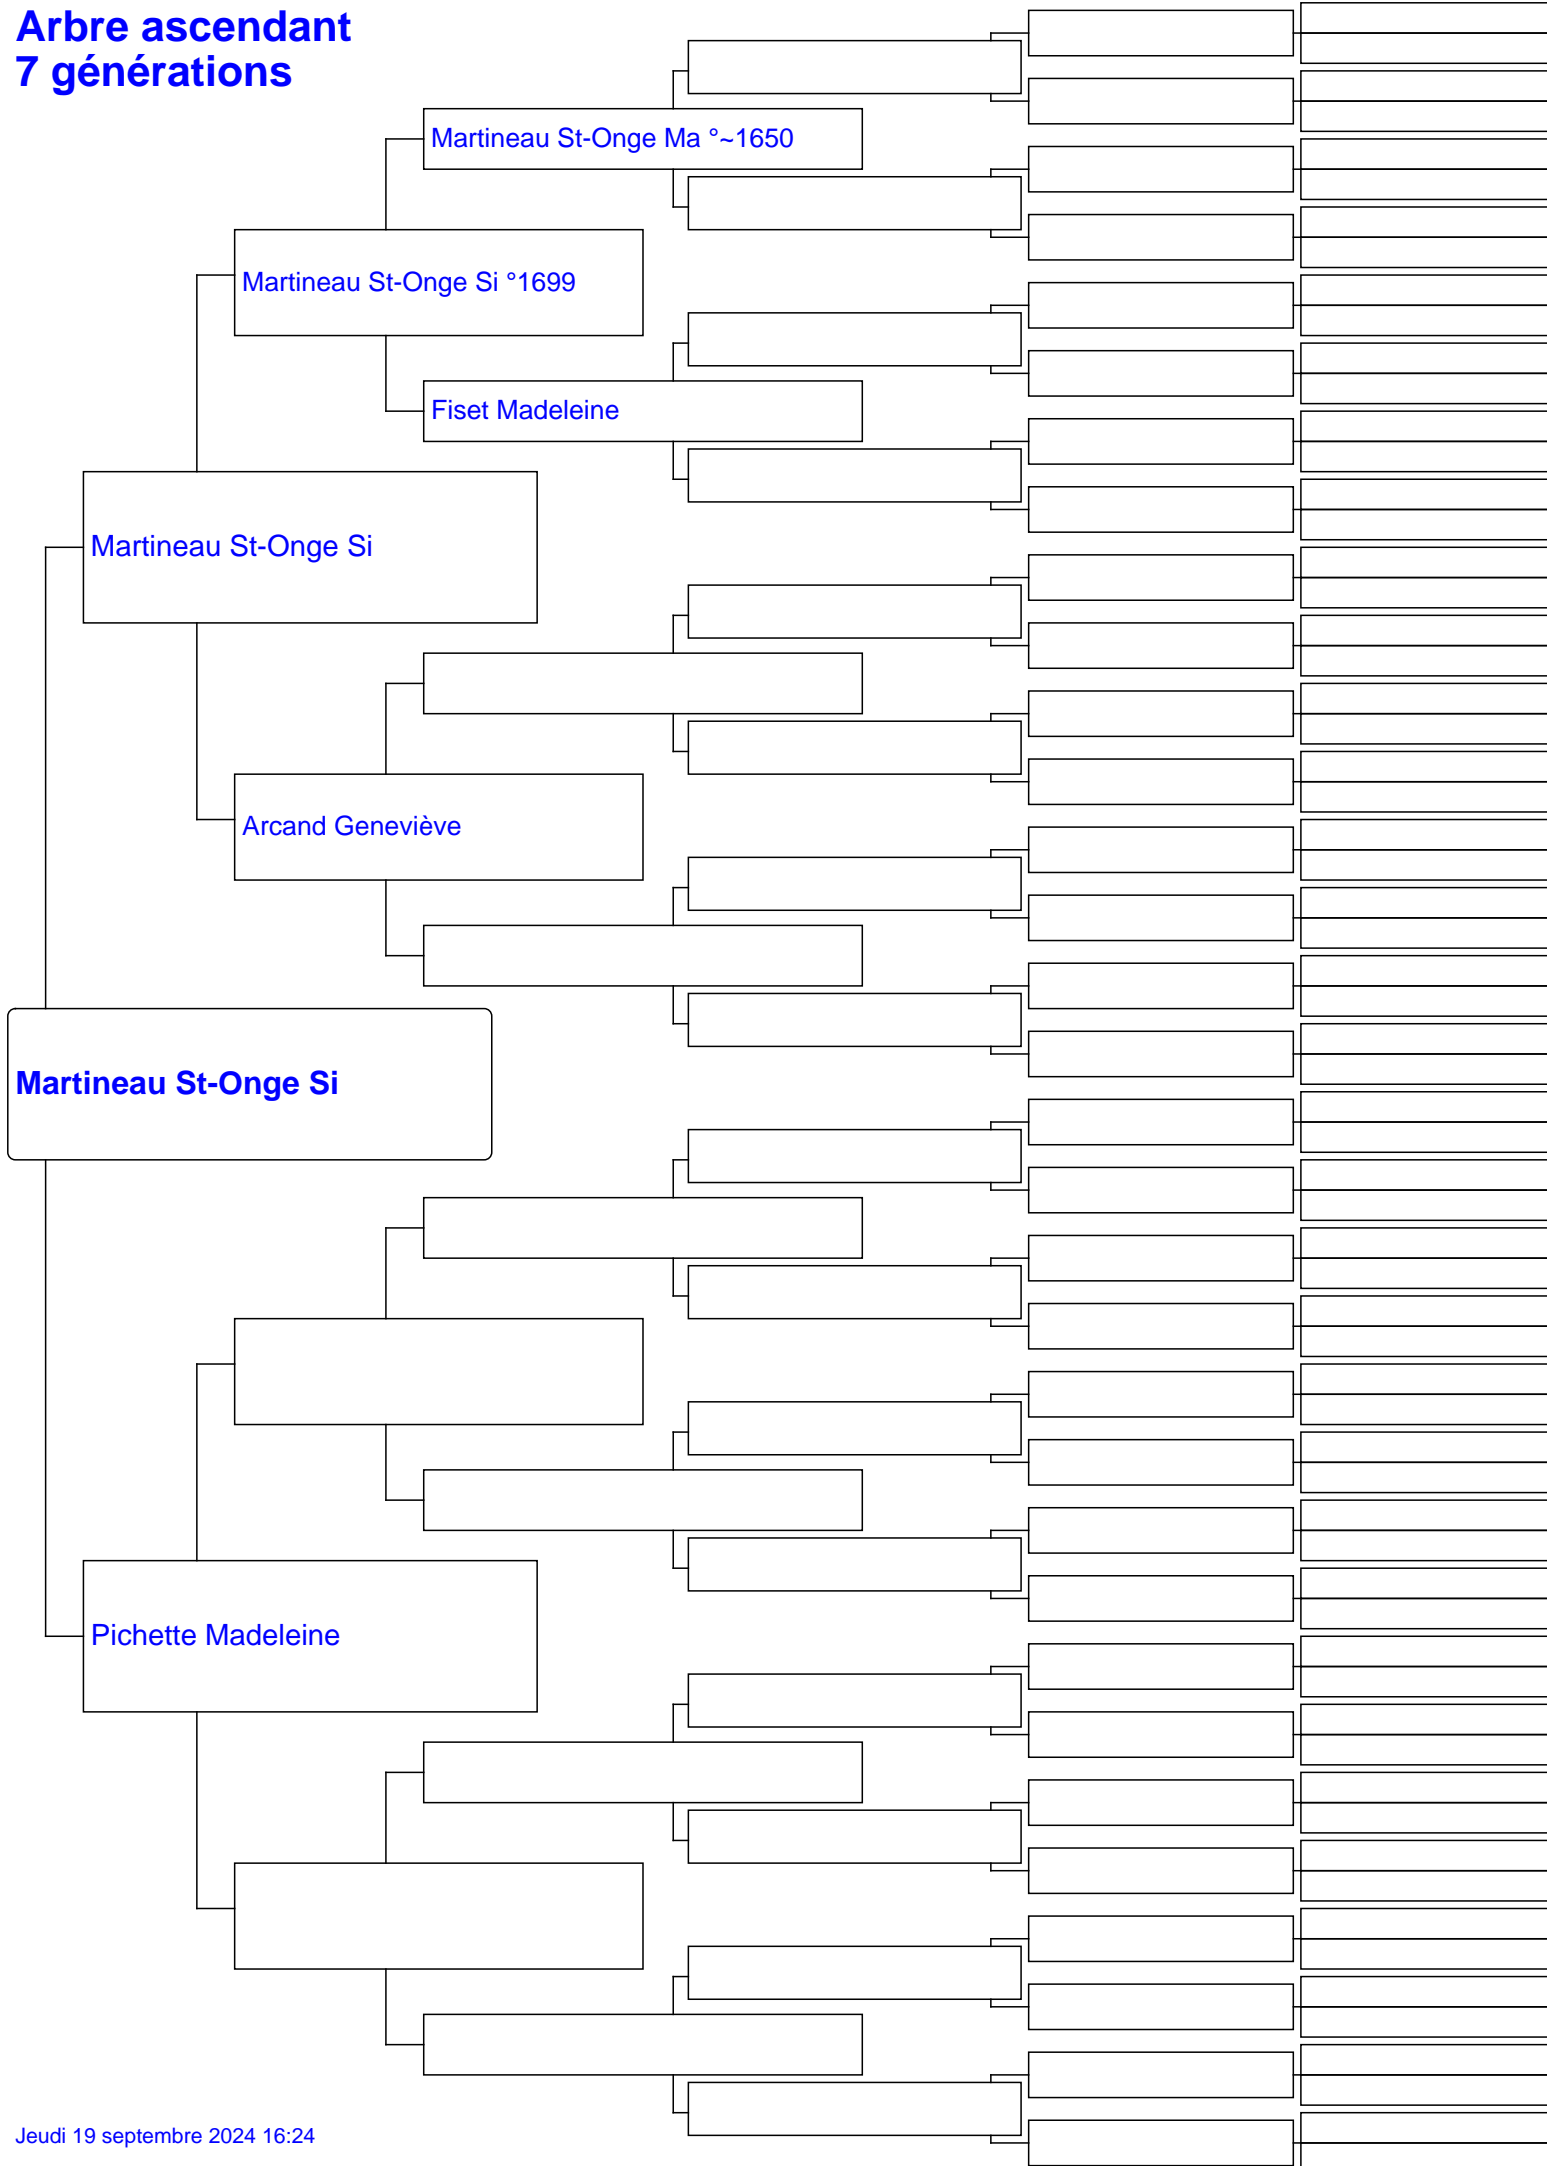 Arbre ascendant
7 générations
Martineau St-Onge Ma °~1650
Martineau St-Onge Si °1699
Fiset Madeleine
Martineau St-Onge Si
Arcand Geneviève
Martineau St-Onge Si
Pichette Madeleine
Jeudi 19 septembre 2024 16:24